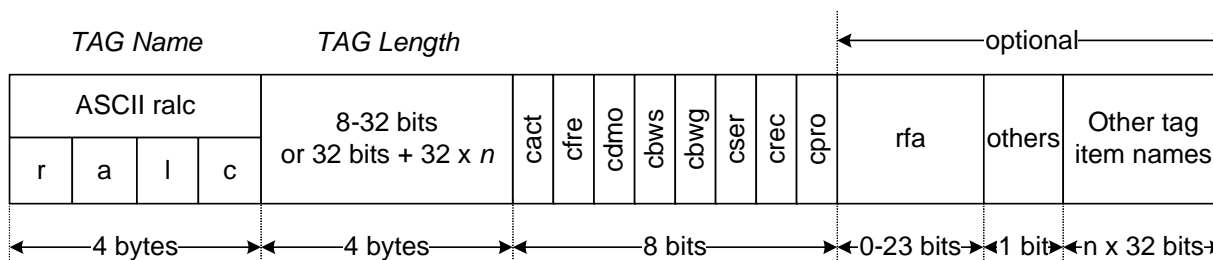 TAG Name TAG Length optional
ASCII ralc
r a l c
8-32 bits
or 32 bits + 32 x n
cact
cfre
cdmo
cbws
cbwg
cser
crec
cpro
rfa
others
Other tag
item names
4 bytes 4 bytes 8 bits 0-23 bits 1 bit n x 32 bits